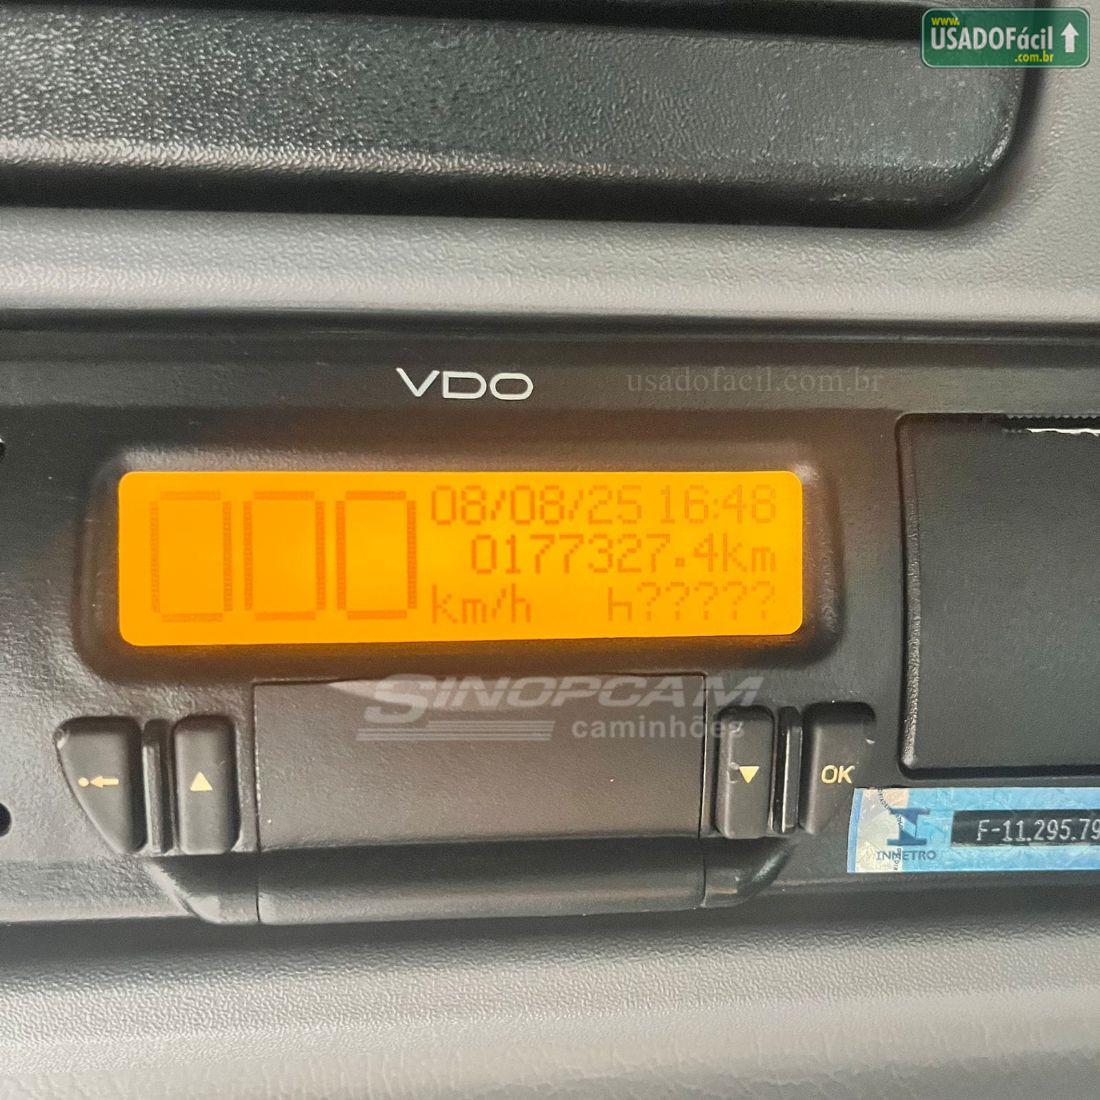 www.
USADOFácil
.com.br
VDO
usadofacil.com.br
000
08/08/25 16:48
0177327.4km
km/h h?????
SINOPCAM
caminhões
OK
INMETRO
F-11.295.79